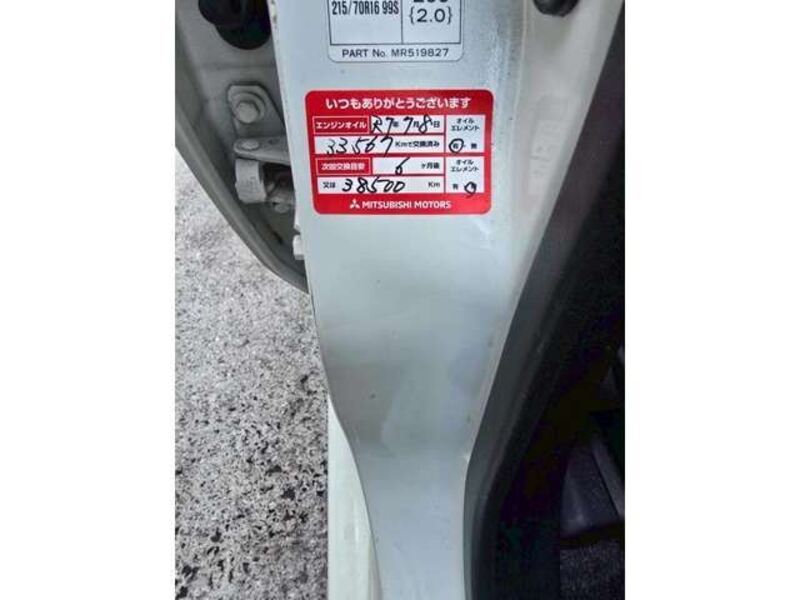 215/70R16 99S
{2.0}
PART No. MR519827
いつもありがとうございます
エンジンオイル R7年7月8日 オイルエレメント
33567 Kmで交換済み 有・無
次回交換目安 6ヶ月後 オイルエレメント
又は 38500 Km 有・無
MITSUBISHI MOTORS